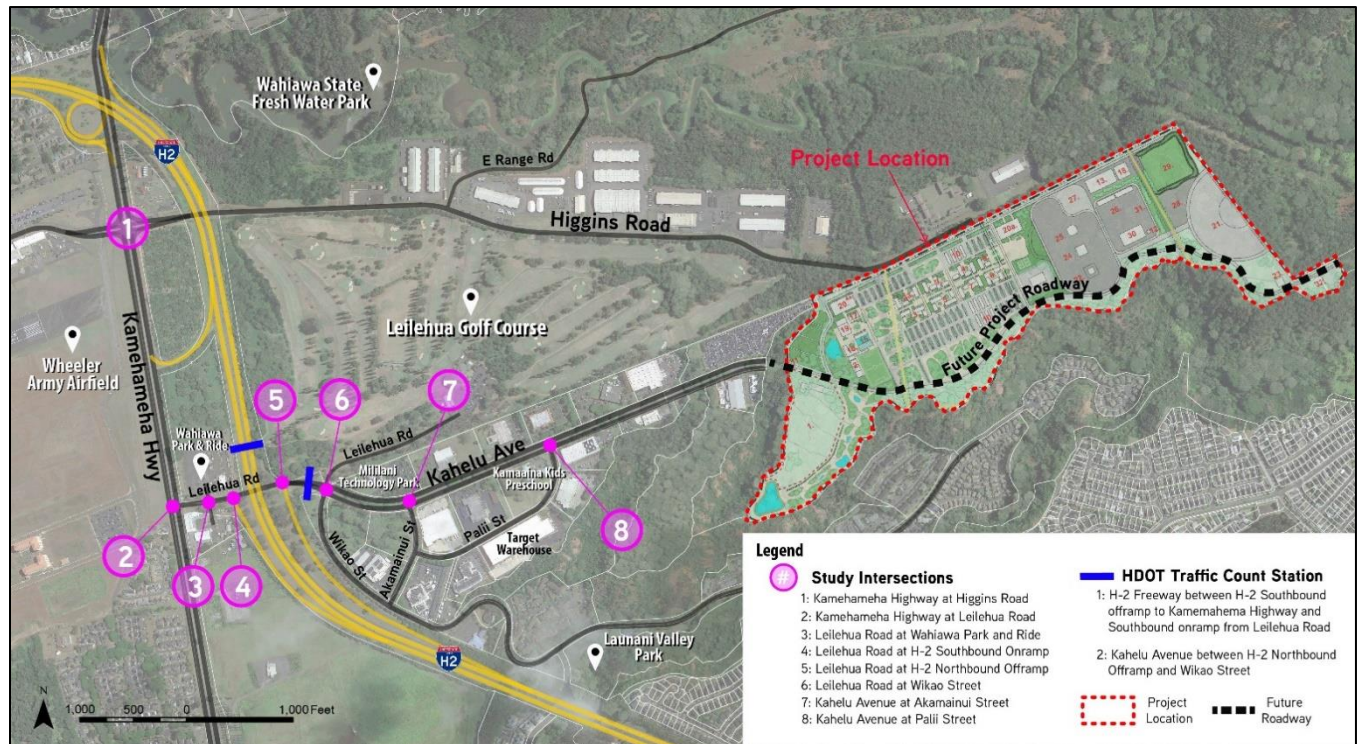 Wahiawa State
Fresh Water Park
H2
E Range Rd
Project Location
Higgins Road
1
Kamehameha Hwy
Leilehua Golf Course
Wheeler
Army Airfield
Future Project Roadway
5
6
7
Leilehua Rd
Kahelu Ave
Wahiawa
Park & Ride
Leilehua Rd
Mililani
Technology Park
Kamaaina Kids
Preschool
Palii St
Target
Warehouse
Wikao St
Akamainui St
2
3
4
8
H2
Launani Valley
Park
N
1,000 500 0 1,000 Feet
Legend
# Study Intersections
1: Kamehameha Highway at Higgins Road
2: Kamehameha Highway at Leilehua Road
3: Leilehua Road at Wahiawa Park and Ride
4: Leilehua Road at H-2 Southbound Onramp
5: Leilehua Road at H-2 Northbound Offramp
6: Leilehua Road at Wikao Street
7: Kahelu Avenue at Akamainui Street
8: Kahelu Avenue at Palii Street
HDOT Traffic Count Station
1: H-2 Freeway between H-2 Southbound
offramp to Kamemahema Highway and
Southbound onramp from Leilehua Road
2: Kahelu Avenue between H-2 Northbound
Offramp and Wikao Street
Project
Location
Future
Roadway